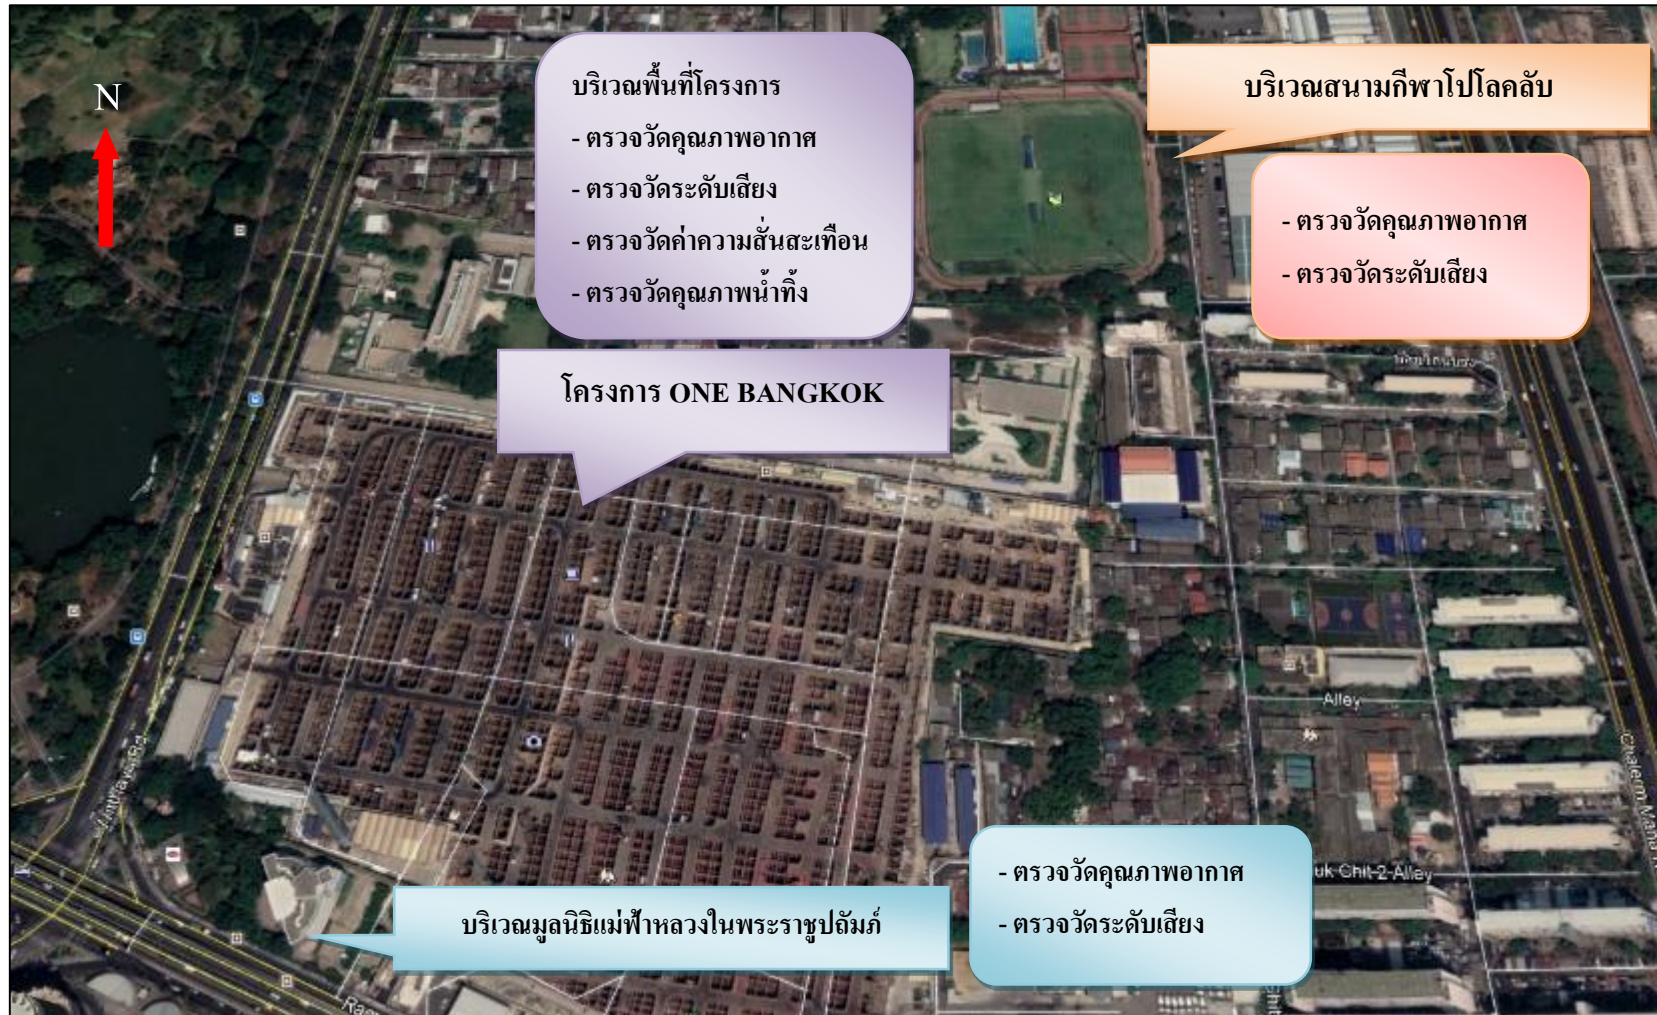 N
บริเวณพื้นที่โครงการ
- ตรวจวัดคุณภาพอากาศ
- ตรวจวัดระดับเสียง
- ตรวจวัดค่าความสั่นสะเทือน
- ตรวจวัดคุณภาพน้ำทิ้ง
บริเวณสนามกีฬาโปโลคลับ
- ตรวจวัดคุณภาพอากาศ
- ตรวจวัดระดับเสียง
โครงการ ONE BANGKOK
Alley
uk Chit 2 Alley
- ตรวจวัดคุณภาพอากาศ
- ตรวจวัดระดับเสียง
บริเวณมูลนิธิแม่ฟ้าหลวงในพระราชูปถัมภ์